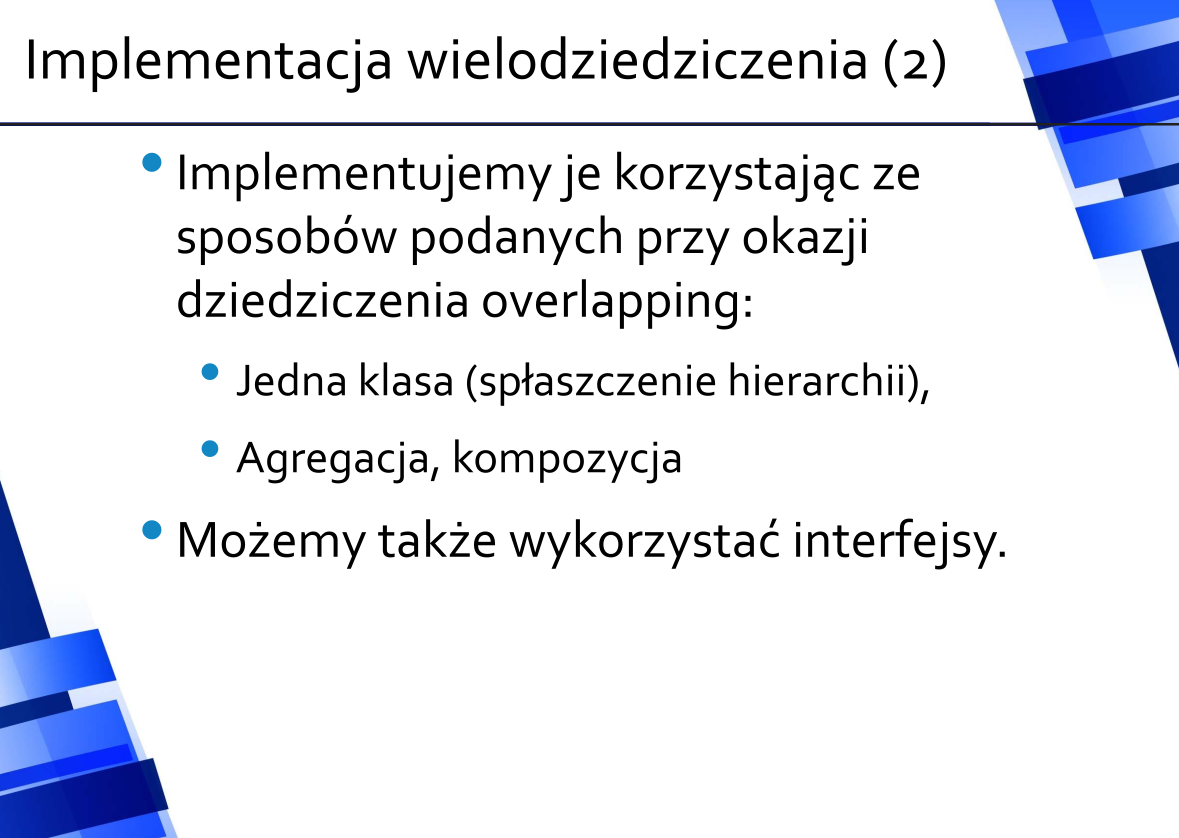 Implementacja wielodziedziczenia (2)
• Implementujemy je korzystając ze
sposobów podanych przy okazji
dziedziczenia overlapping:
• Jedna klasa (spłaszczenie hierarchii),
• Agregacja, kompozycja
• Możemy także wykorzystać interfejsy.